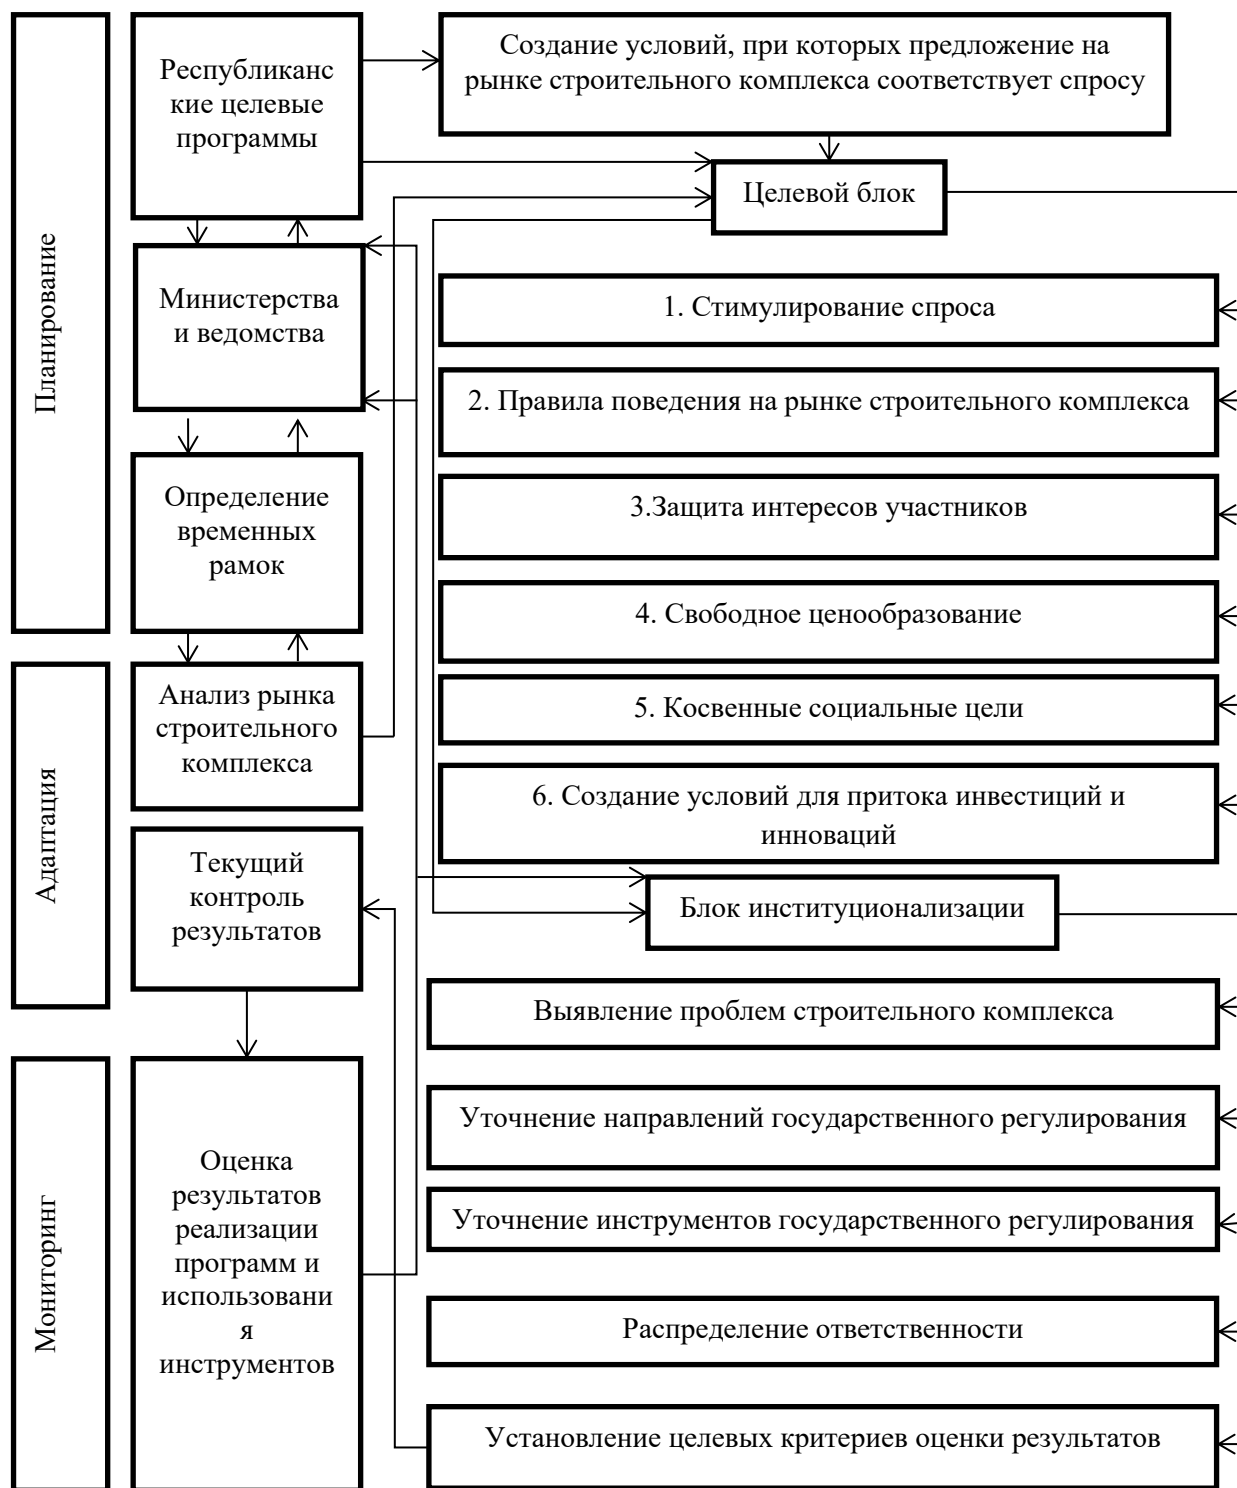 Планирование
Адаптация
Мониторинг
Республиканс
кие целевые
программы
Министерства
и ведомства
Определение
временных
рамок
Анализ рынка
строительного
комплекса
Текущий
контроль
результатов
Оценка
результатов
реализации
программ и
использовани
я
инструментов
Создание условий, при которых предложение на
рынке строительного комплекса соответствует спросу
Целевой блок
1. Стимулирование спроса
2. Правила поведения на рынке строительного комплекса
3.Защита интересов участников
4. Свободное ценообразование
5. Косвенные социальные цели
6. Создание условий для притока инвестиций и
инноваций
Блок институционализации
Выявление проблем строительного комплекса
Уточнение направлений государственного регулирования
Уточнение инструментов государственного регулирования
Распределение ответственности
Установление целевых критериев оценки результатов